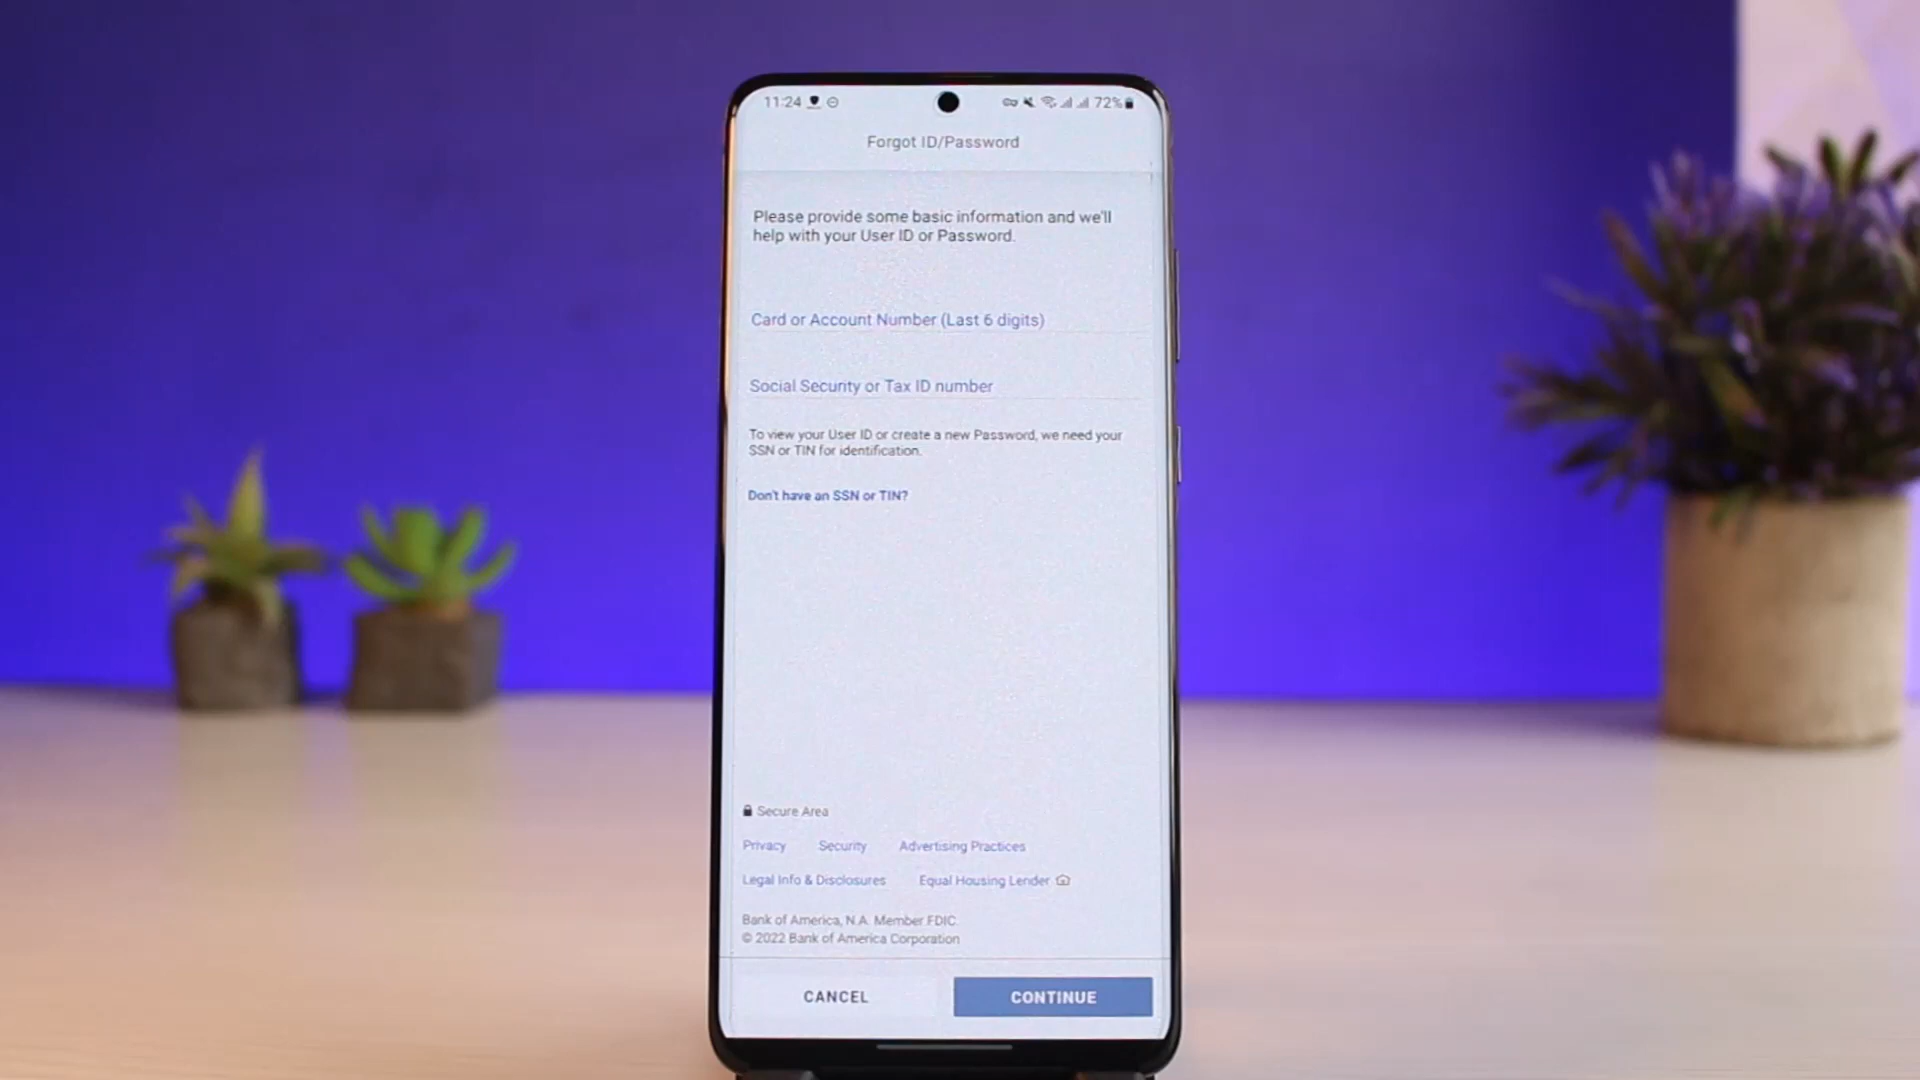 11:24
72%
Forgot ID/Password
Please provide some basic information and we'll
help with your User ID or Password.
Card or Account Number (Last 6 digits)
Social Security or Tax ID number
To view your User ID or create a new Password, we need your
SSN or TIN for identification.
Don't have an SSN or TIN?
Secure Area
Privacy Security Advertising Practices
Legal Info & Disclosures Equal Housing Lender
Bank of America, N.A. Member FDIC.
© 2022 Bank of America Corporation
CANCEL CONTINUE